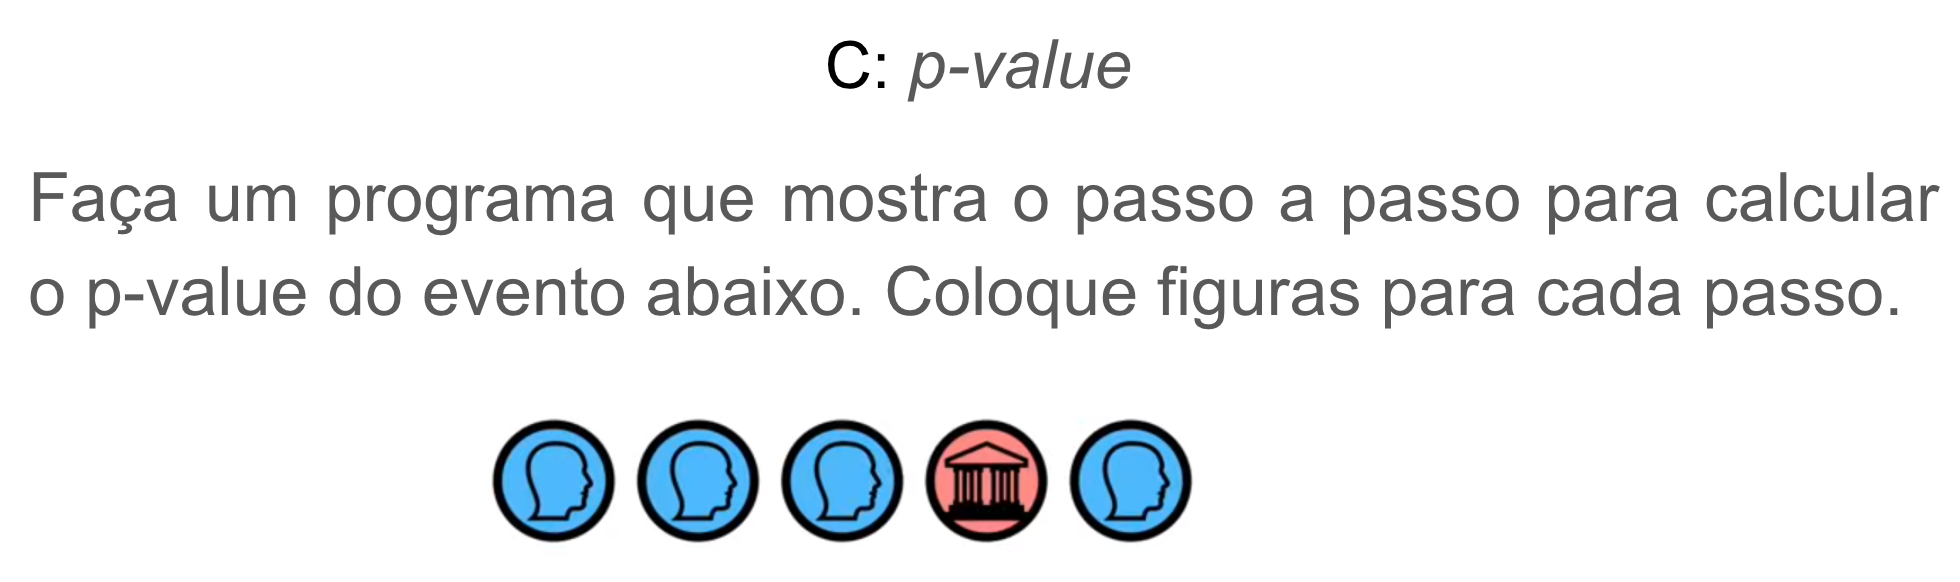 C: p-value
Faça um programa que mostra o passo a passo para calcular
o p-value do evento abaixo. Coloque figuras para cada passo.